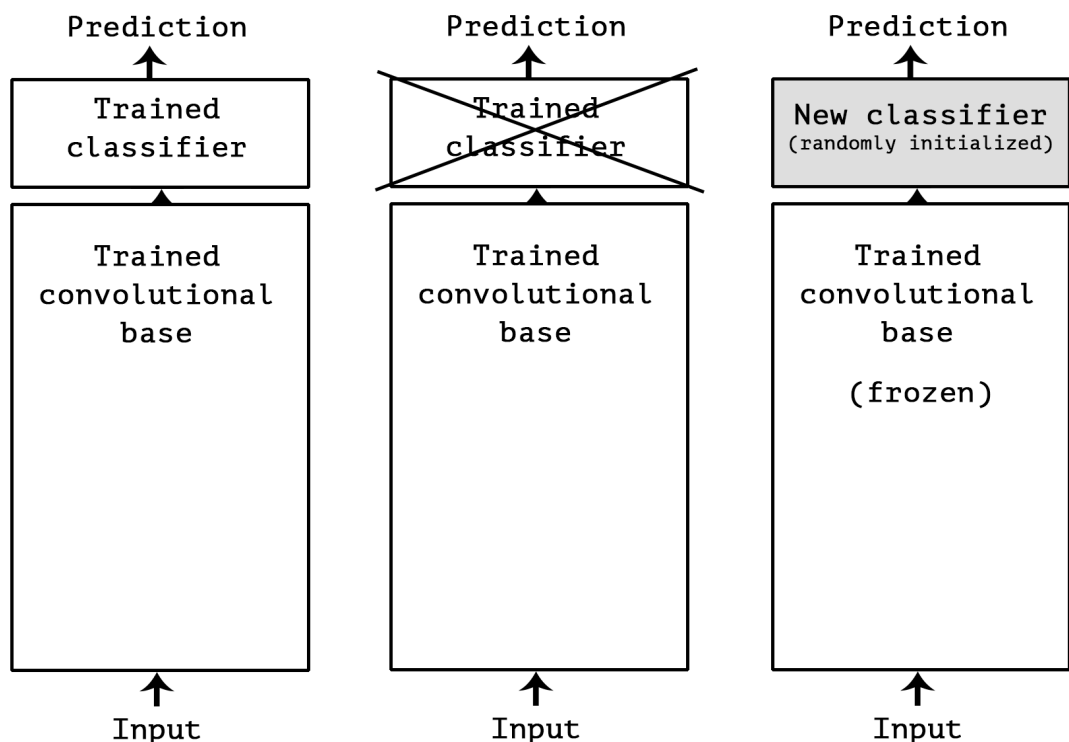 Prediction
Trained
classifier
Trained
convolutional
base
Input
Prediction
Trained
classifier
Trained
convolutional
base
Input
Prediction
New classifier
(randomly initialized)
Trained
convolutional
base
(frozen)
Input